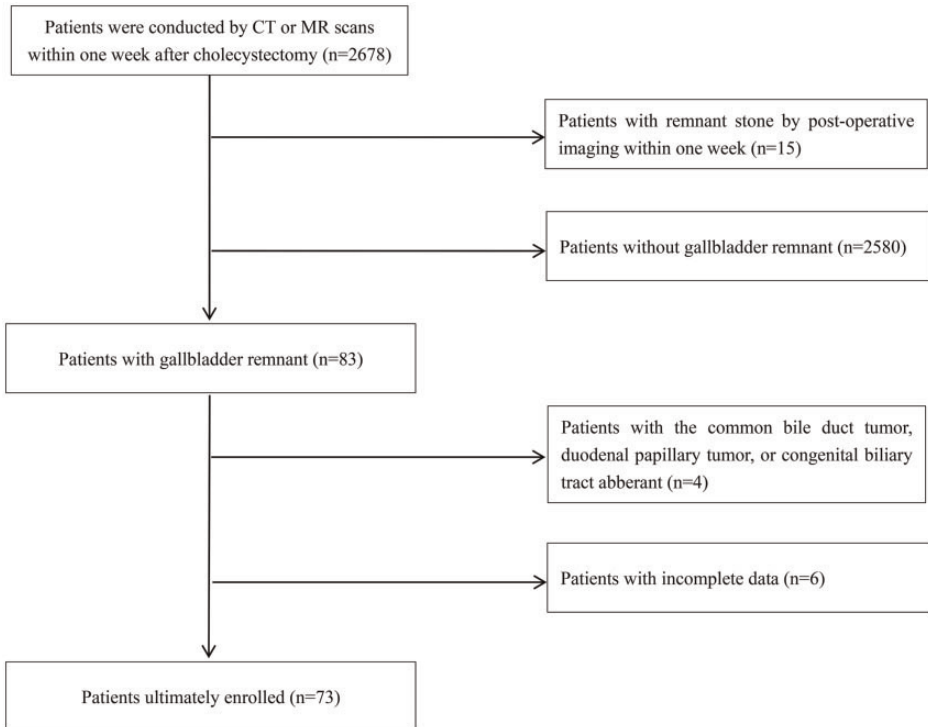 Patients were conducted by CT or MR scans
within one week after cholecystectomy (n=2678)
Patients with remnant stone by post-operative
imaging within one week (n=15)
Patients without gallbladder remnant (n=2580)
Patients with gallbladder remnant (n=83)
Patients with the common bile duct tumor,
duodenal papillary tumor, or congenital biliary
tract abberant (n=4)
Patients with incomplete data (n=6)
Patients ultimately enrolled (n=73)